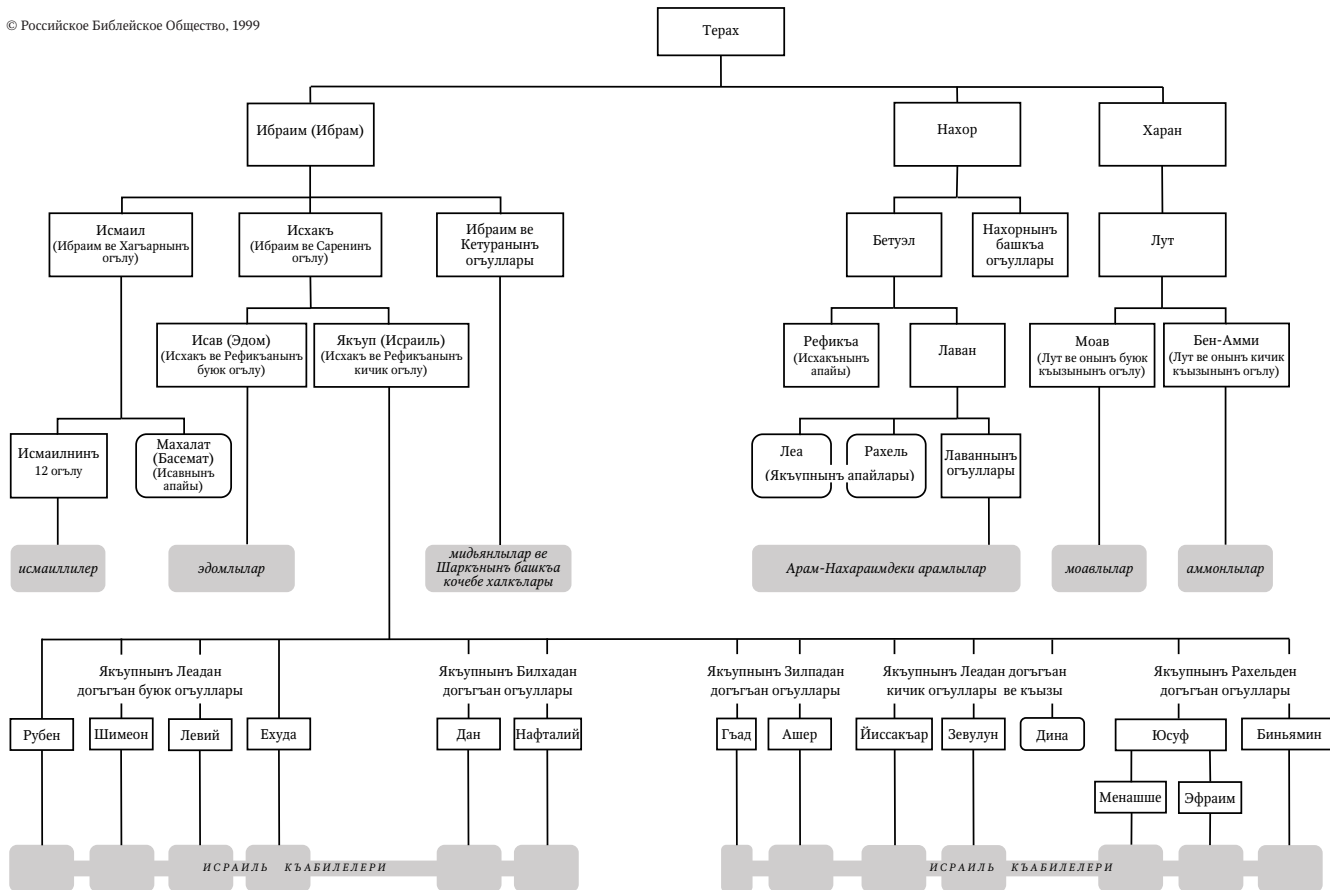 © Российское Библейское Общество, 1999
Терах
Ибраим (Ибрам)
Нахор
Харан
Исмаил
(Ибраим ве Хагъарнынъ
огълу)
Исхакъ
(Ибраим ве Саренинъ
огълу)
Ибраим ве
Кетуранынъ
огъуллары
Бетуэл
Нахорнынъ
башкъа
огъуллары
Лут
Исав (Эдом)
(Исхакъ ве Рефикъанынъ
буюк огълу)
Якъуп (Исраиль)
(Исхакъ ве Рефикъанынъ
кичик огълу)
Рефикъа
(Исхакънынъ
апайы)
Лаван
Моав
(Лут ве онынъ буюк
къызынынъ огълу)
Бен-Амми
(Лут ве онынъ кичик
къызынынъ огълу)
Исмаилнинъ
12 огълу
Махалат
(Басемат)
(Исавнынъ
апайы)
Леа
Рахель
(Якъупнынъ апайлары)
Лаваннынъ
огъуллары
исмаиллилер
эдомлылар
мидьянлылар ве
Шаркънынъ башкъа
кочебе халкълары
Арам-Нахараимдеки арамлылар
моавлылар
аммонлылар
Якъупнынъ Леадан
догъгъан буюк огъуллары
Якъупнынъ Билхадан
догъгъан огъуллары
Якъупнынъ Зилпадан
догъгъан огъуллары
Якъупнынъ Леадан догъгъан
кичик огъуллары ве къызы
Якъупнынъ Рахельден
догъгъан огъуллары
Рубен
Шимеон
Левий
Ехуда
Дан
Нафталий
Гъад
Ашер
Йиссакъар
Зевулун
Дина
Юсуф
Биньямин
Менашше
Эфраим
ИСРАИЛЬ КЪАБИЛЕЛЕРИ
ИСРАИЛЬ КЪАБИЛЕЛЕРИ